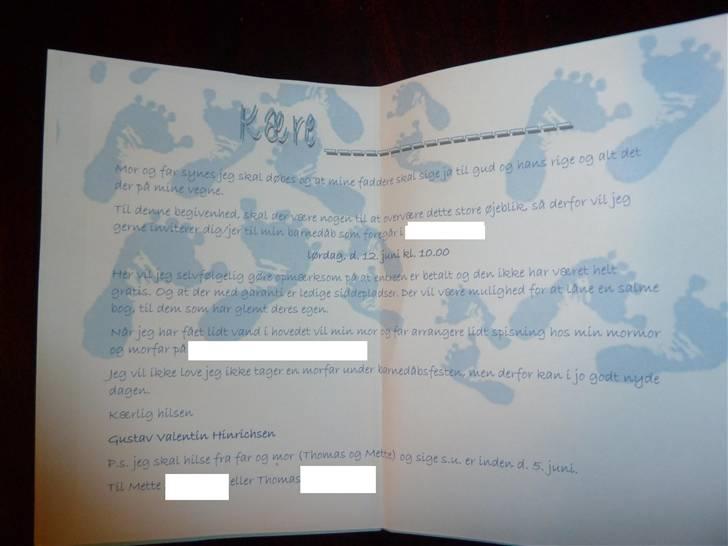 Kære ________________
Mor og far synes jeg skal døbes og at mine faddere skal sige ja til gud og hans rige og alt det
der på mine vegne.
Til denne begivenhed, skal der være nogen til at overvære dette store øjeblik, så derfor vil jeg
gerne inviterer dig/jer til min barnedåb som foregår i
lørdag, d. 12. juni kl. 10.00
Her vil jeg selvfølgelig gøre opmærksom på at entréen er betalt og den ikke har været helt
gratis. Og at der med garanti er ledige siddepladser. Der vil være mulighed for at låne en salme
bog, til dem som har glemt deres egen.
Når jeg har fået lidt vand i hovedet vil min mor og far arrangere lidt spisning hos min mormor
og morfar på
Jeg vil ikke love jeg ikke tager en morfar under barnedåbsfesten, men derfor kan i jo godt nyde
dagen.
Kærlig hilsen
Gustav Valentin Hinrichsen
P.s. jeg skal hilse fra far og mor (Thomas og Mette) og sige s.u. er inden d. 5. juni.
Til Mette eller Thomas